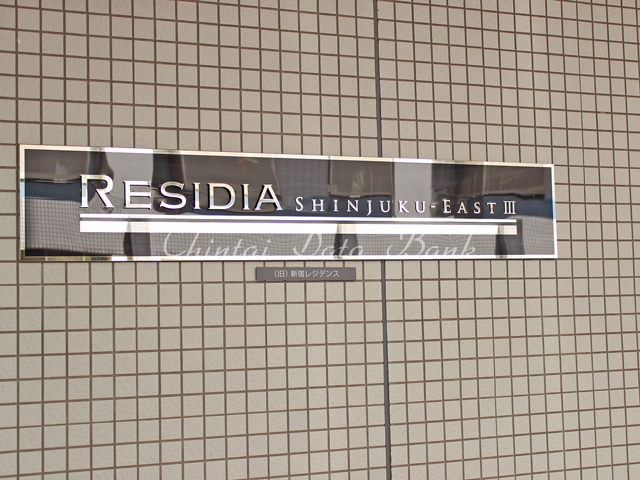 RESIDIA SHINJUKU-EAST III
Chintai Data Bank
(旧)新宿レジデンス